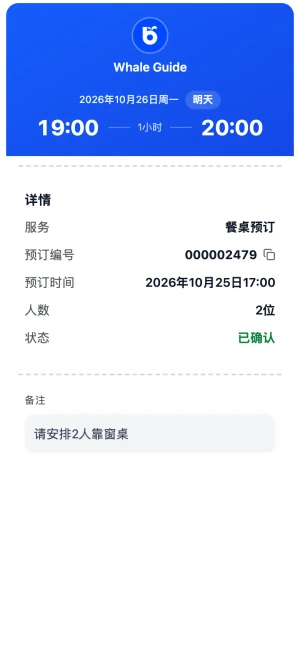 Whale Guide
2026年10月26日周一 明天
19:00 1小时 20:00
详情
服务 餐桌预订
预订编号 000002479
预订时间 2026年10月25日17:00
人数 2位
状态 已确认
备注
请安排2人靠窗桌